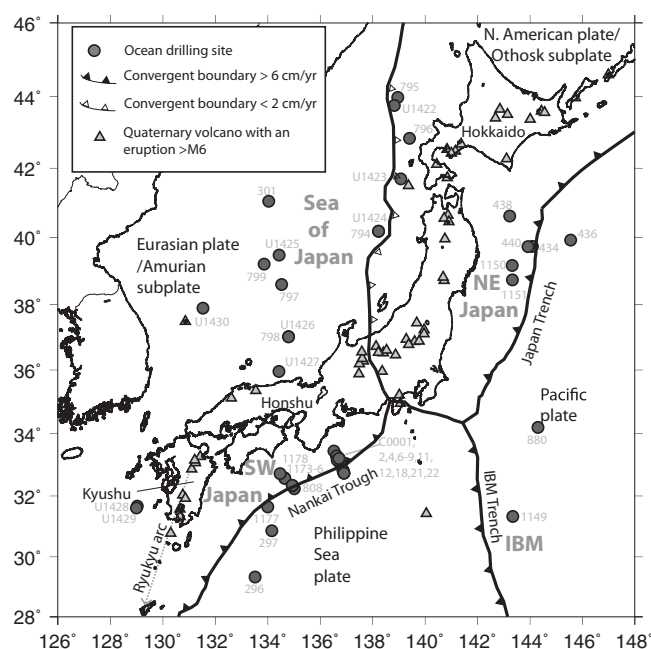 46°
44°
42°
40°
38°
36°
34°
32°
30°
28°
126°
128°
130°
132°
134°
136°
138°
140°
142°
144°
146°
148°
Ocean drilling site
Convergent boundary > 6 cm/yr
Convergent boundary < 2 cm/yr
Quaternary volcano with an
eruption >M6
N. American plate/
Othosk subplate
Hokkaido
795
U1422
796
U1423
U1424
794
301
Sea
of
Japan
Eurasian plate
/Amurian
subplate
U1425
799
797
U1430
U1426
798
U1427
438
440
434
436
1150
1151
NE
Japan
Japan Trench
Pacific
plate
880
Honshu
Kyushu
U1428
U1429
Ryukyu arc
SW
Japan
1178
1173-6
808
1177
297
296
C0001,
2,4,6-9,11,
12,18,21,22
Nankai Trough
Philippine
Sea
plate
IBM Trench
1149
IBM